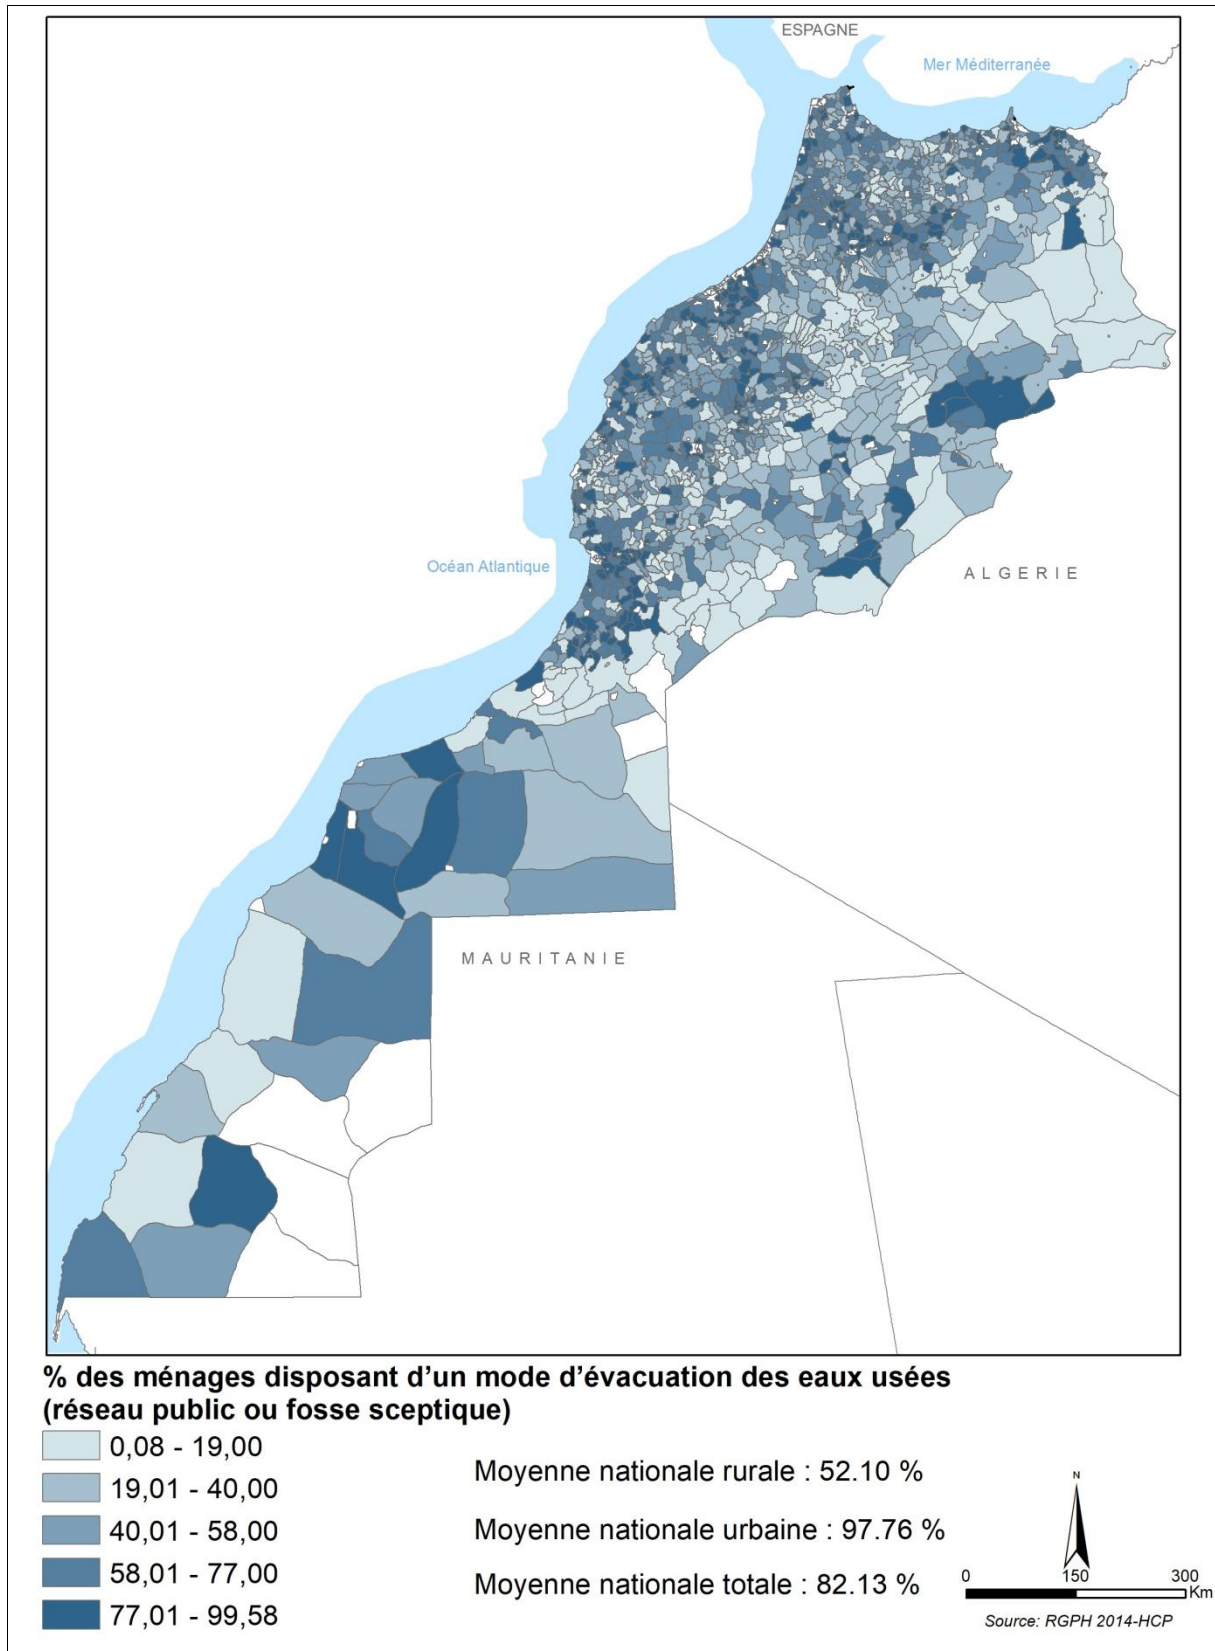 ESPAGNE
Mer Méditerranée
Océan Atlantique
ALGERIE
MAURITANIE
% des ménages disposant d'un mode d'évacuation des eaux usées
(réseau public ou fosse sceptique)
0,08 - 19,00
19,01 - 40,00
40,01 - 58,00
58,01 - 77,00
77,01 - 99,58
Moyenne nationale rurale : 52.10 %
Moyenne nationale urbaine : 97.76 %
Moyenne nationale totale : 82.13 %
N
0 150 300
Km
Source: RGPH 2014-HCP